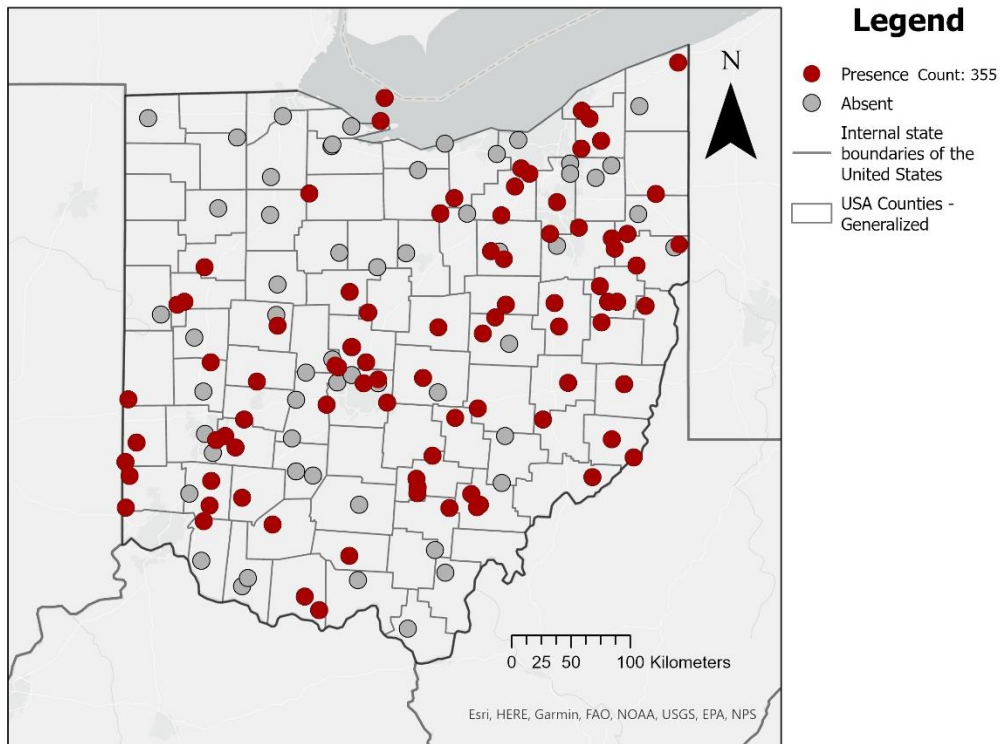 Legend
N
Presence Count: 355
Absent
Internal state
boundaries of the
United States
USA Counties -
Generalized
0 25 50 100 Kilometers
Esri, HERE, Garmin, FAO, NOAA, USGS, EPA, NPS